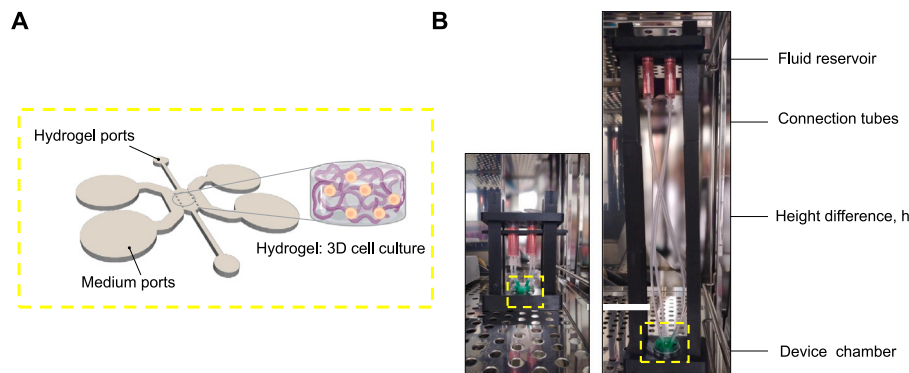 A
Hydrogel ports
Hydrogel: 3D cell culture
Medium ports
B
Fluid reservoir
Connection tubes
Height difference, h
Device chamber